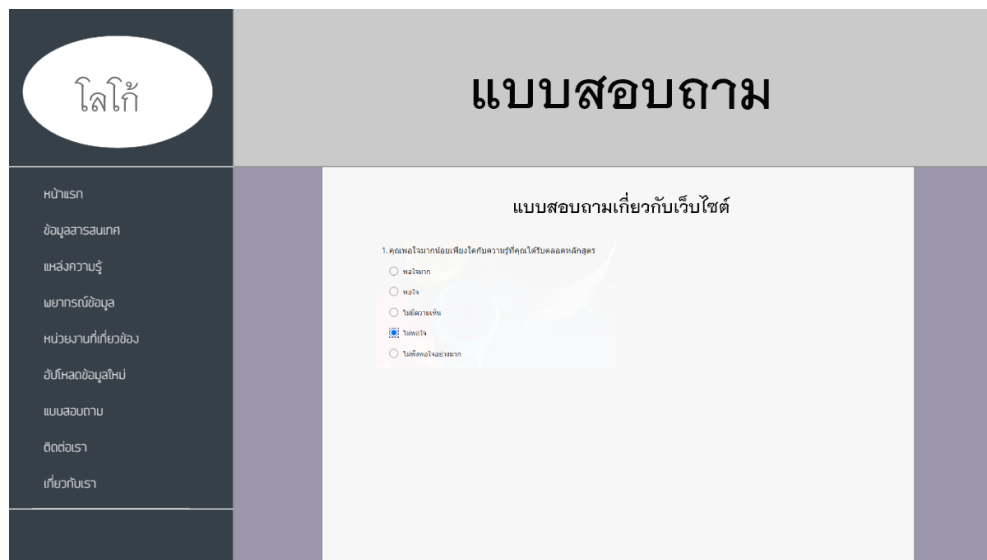 โลโก้
แบบสอบถาม
หน้าแรก
ข้อมูลสารสนเทศ
แหล่งความรู้
พยากรณ์ข้อมูล
หน่วยงานที่เกี่ยวข้อง
อัปโหลดข้อมูลใหม่
แบบสอบถาม
ติดต่อเรา
เกี่ยวกับเรา
แบบสอบถามเกี่ยวกับเว็บไซต์
1. คุณพอใจมากน้อยเพียงใดกับความรู้ที่คุณได้รับตลอดหลักสูตร
พอใจมาก
พอใจ
ไม่มีความเห็น
ไม่พอใจ
ไม่พึงพอใจอย่างมาก